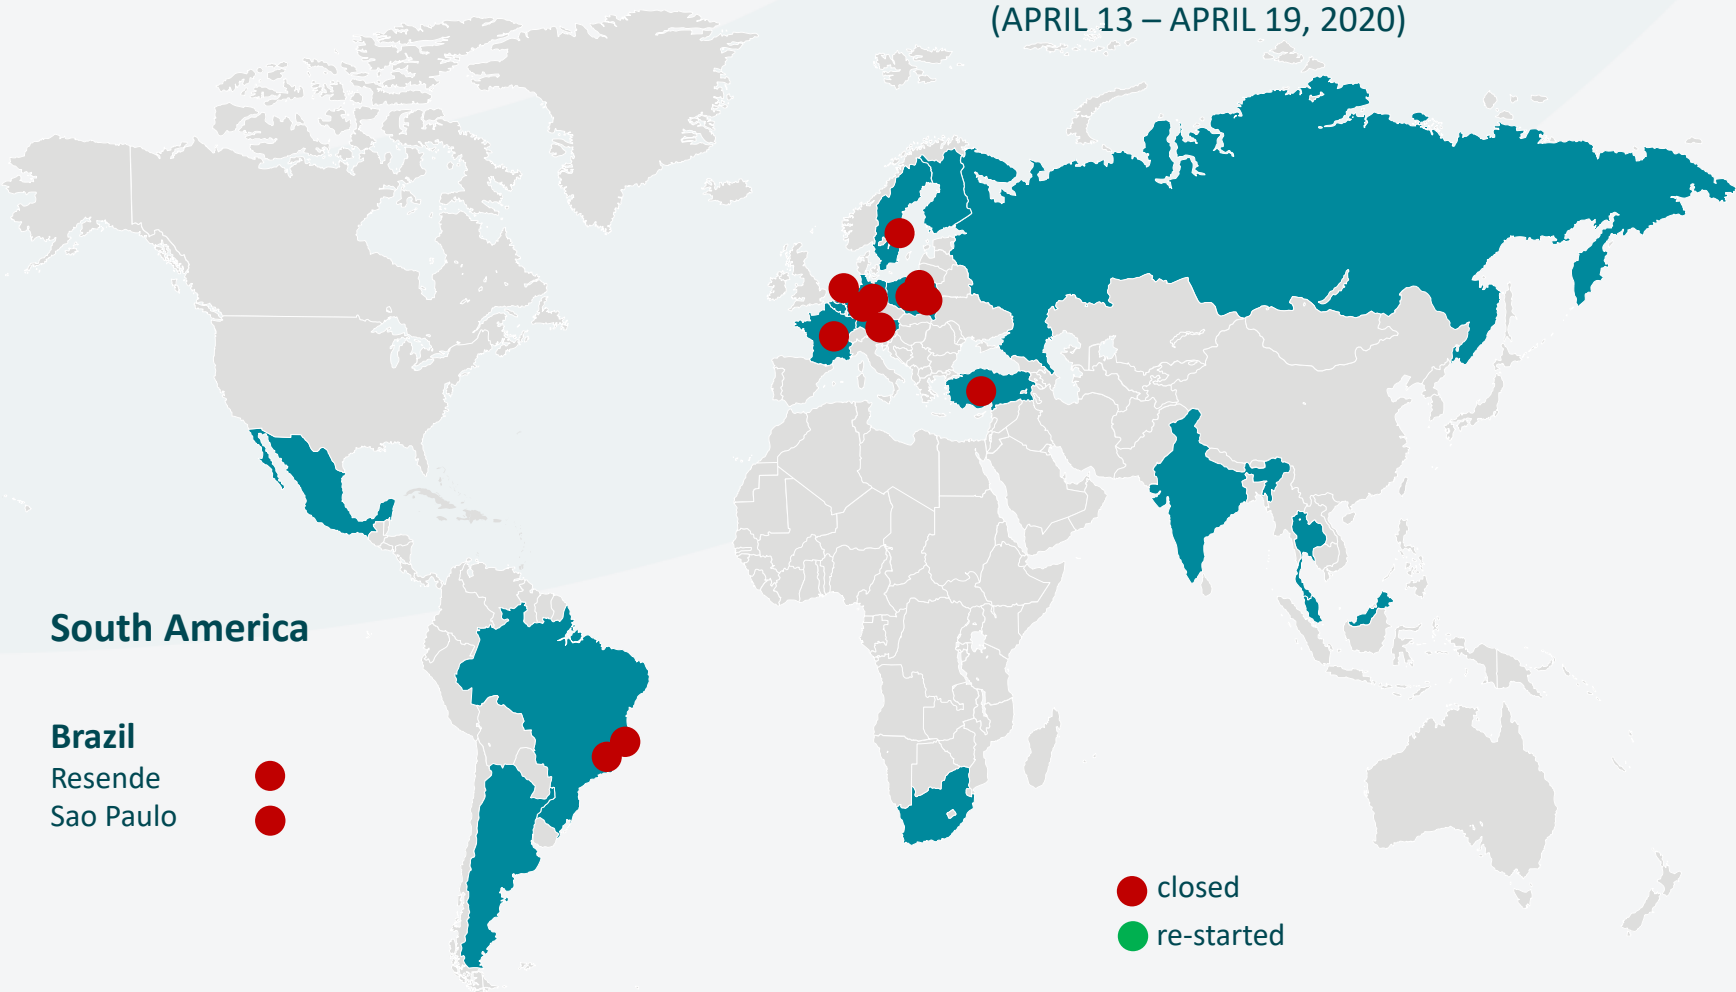 (APRIL 13 – APRIL 19, 2020)
South America
Brazil
Resende
Sao Paulo
closed
re-started